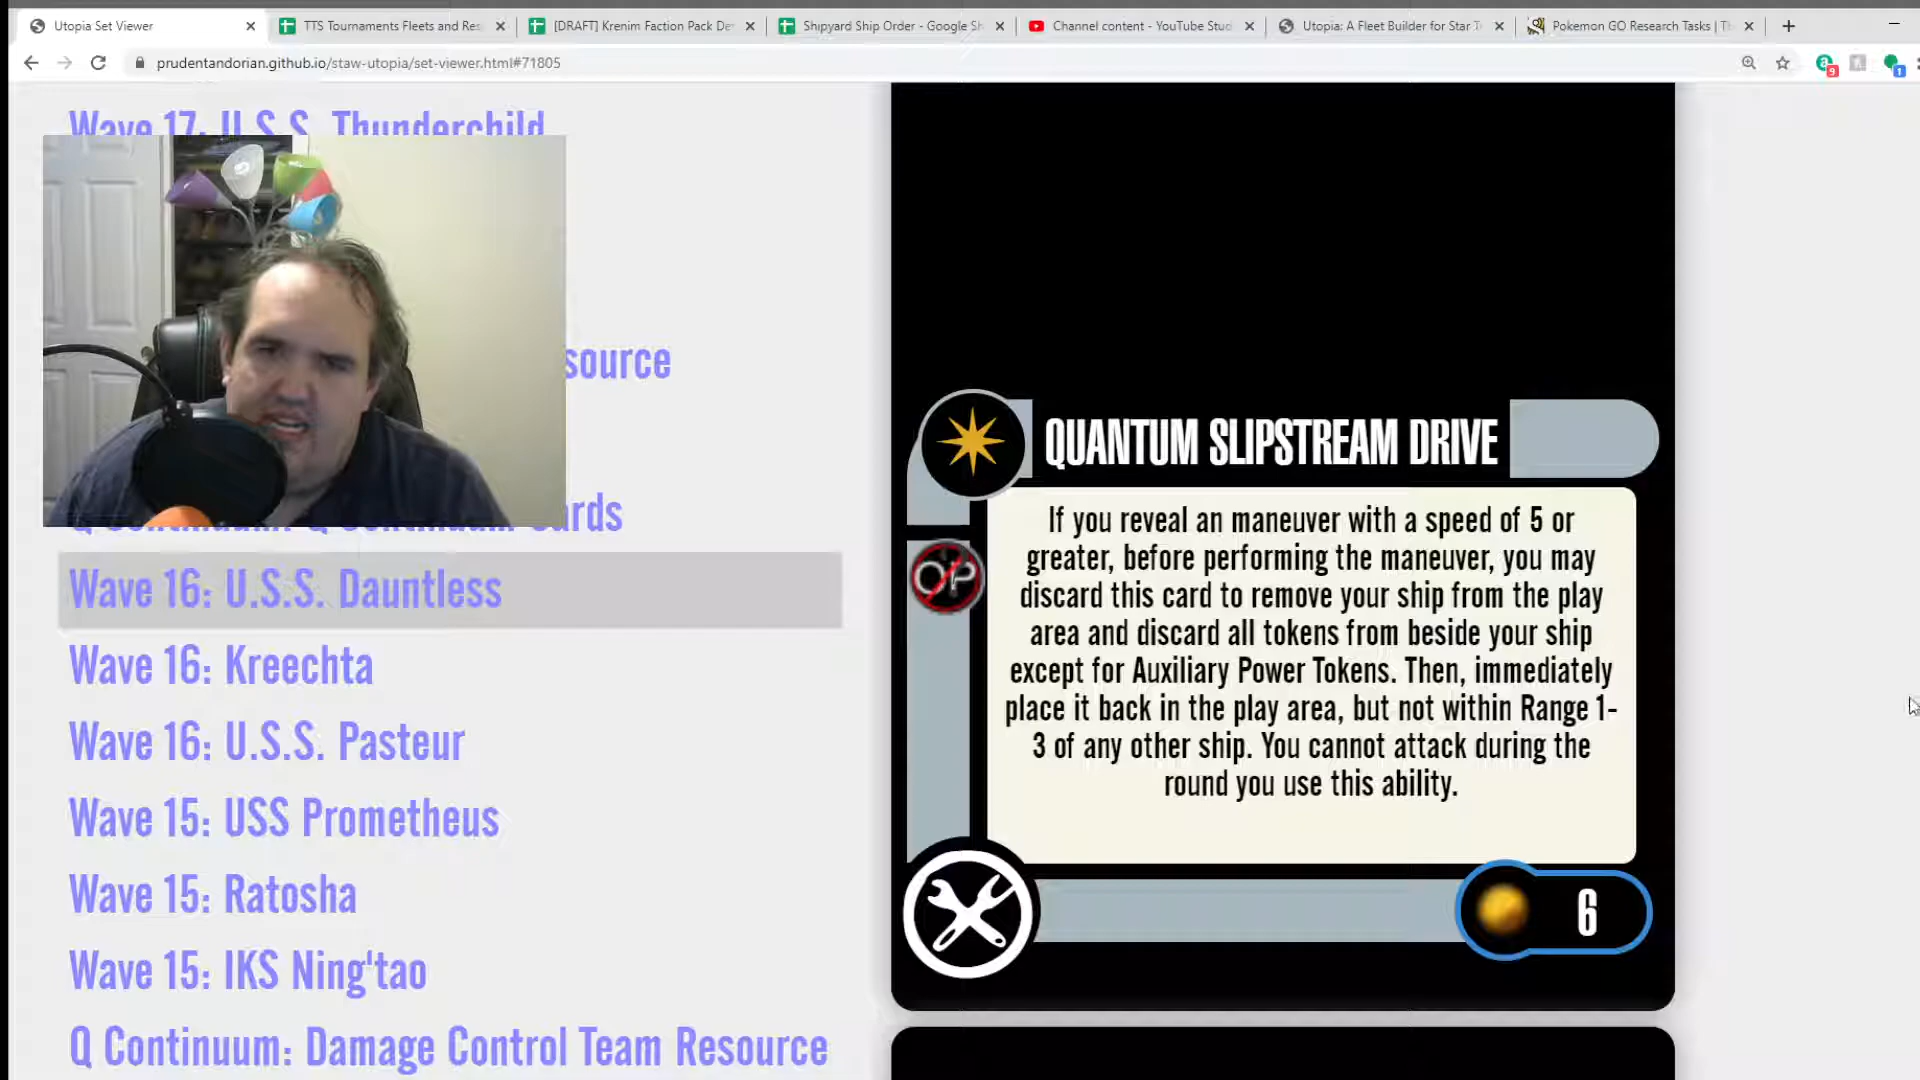 Utopia Set Viewer
TTS Tournaments Fleets and Res
[DRAFT] Krenim Faction Pack De
Shipyard Ship Order - Google Sh
Channel content - YouTube Stud
Utopia: A Fleet Builder for Star T
Pokemon GO Research Tasks | Th
prudentandorian.github.io/staw-utopia/set-viewer.html#71805
9
1
Wave 17: U.S.S. Thunderchild
source
Q Continuum: Q Continuum Cards
Wave 16: U.S.S. Dauntless
Wave 16: Kreechta
Wave 16: U.S.S. Pasteur
Wave 15: USS Prometheus
Wave 15: Ratosha
Wave 15: IKS Ning'tao
Q Continuum: Damage Control Team Resource
QUANTUM SLIPSTREAM DRIVE
OP
If you reveal an maneuver with a speed of 5 or
greater, before performing the maneuver, you may
discard this card to remove your ship from the play
area and discard all tokens from beside your ship
except for Auxiliary Power Tokens. Then, immediately
place it back in the play area, but not within Range 1-
3 of any other ship. You cannot attack during the
round you use this ability.
6